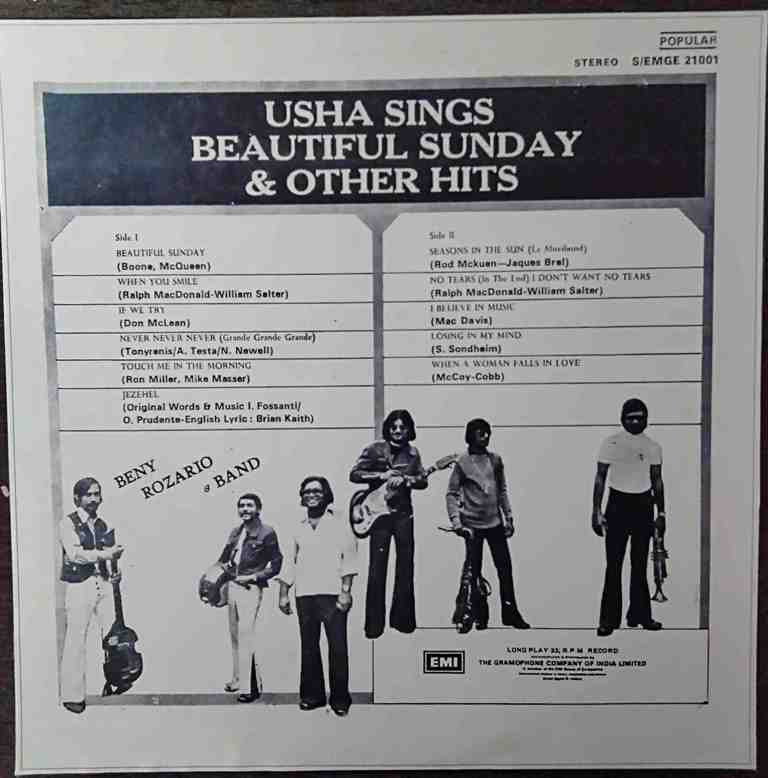 POPULAR
STEREO S/EMGE 21001
USHA SINGS
BEAUTIFUL SUNDAY
& OTHER HITS
Side I
BEAUTIFUL SUNDAY
(Boone, McQueen)
WHEN YOU SMILE
(Ralph MacDonald-William Salter)
IF WE TRY
(Don McLean)
NEVER NEVER NEVER (Grande Grande Grande)
(Tonyrenis/A. Testa/N. Newell)
TOUCH ME IN THE MORNING
(Ron Miller, Mike Masser)
JEZEHEL
(Original Words & Music I. Fossanti/
O. Prudente-English Lyric : Brian Kaith)
Side II
SEASONS IN THE SUN (Le Moribund)
(Rod Mckuen—Jaques Brel)
NO TEARS (In The End) I DON'T WANT NO TEARS
(Ralph MacDonald-William Salter)
I BELIEVE IN MUSIC
(Mac Davis)
LOSING IN MY MIND
(S. Sondheim)
WHEN A WOMAN FALLS IN LOVE
(McCoy-Cobb)
BENY
ROZARIO
& BAND
EMI
LONG PLAY 33⅓ R.P.M. RECORD
THE GRAMOPHONE COMPANY OF INDIA LIMITED